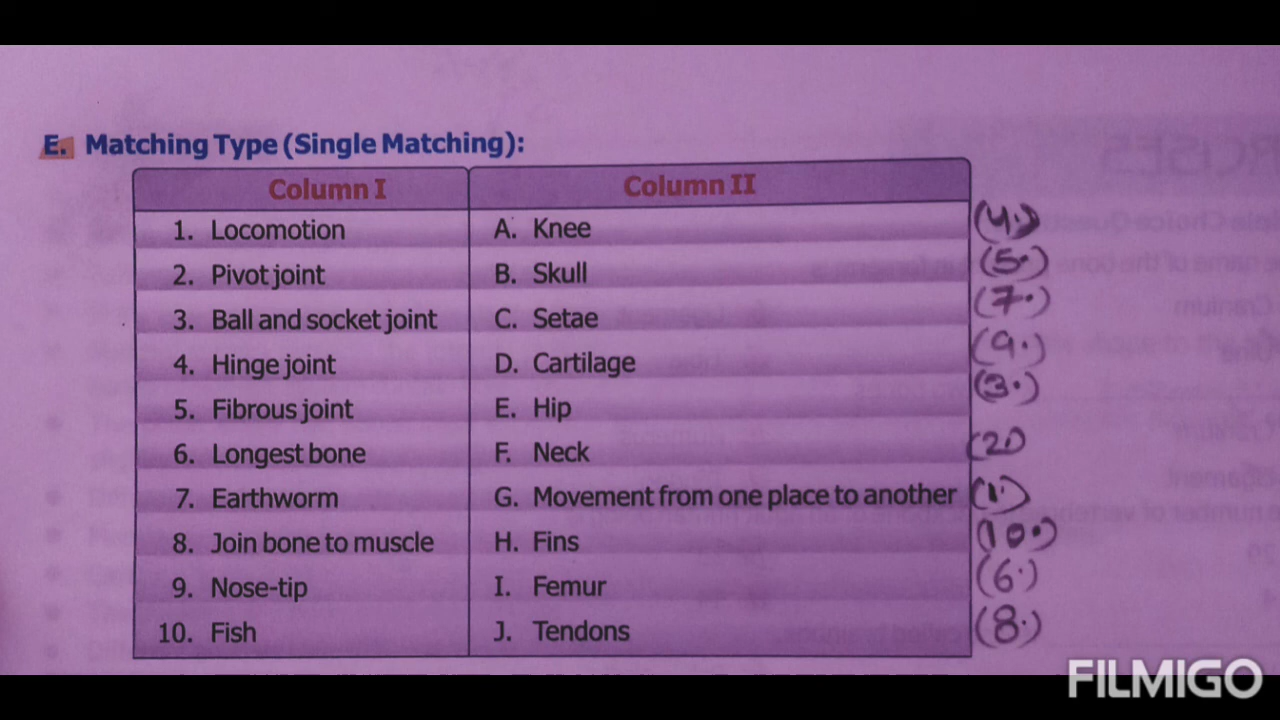 E. Matching Type (Single Matching):
Column I Column II
1. Locomotion A. Knee (4.)
2. Pivot joint B. Skull (5.)
3. Ball and socket joint C. Setae (7.)
4. Hinge joint D. Cartilage (9.)
5. Fibrous joint E. Hip (3.)
6. Longest bone F. Neck (2)
7. Earthworm G. Movement from one place to another (1.)
8. Join bone to muscle H. Fins (10.)
9. Nose-tip I. Femur (6.)
10. Fish J. Tendons (8.)
FILMIGO